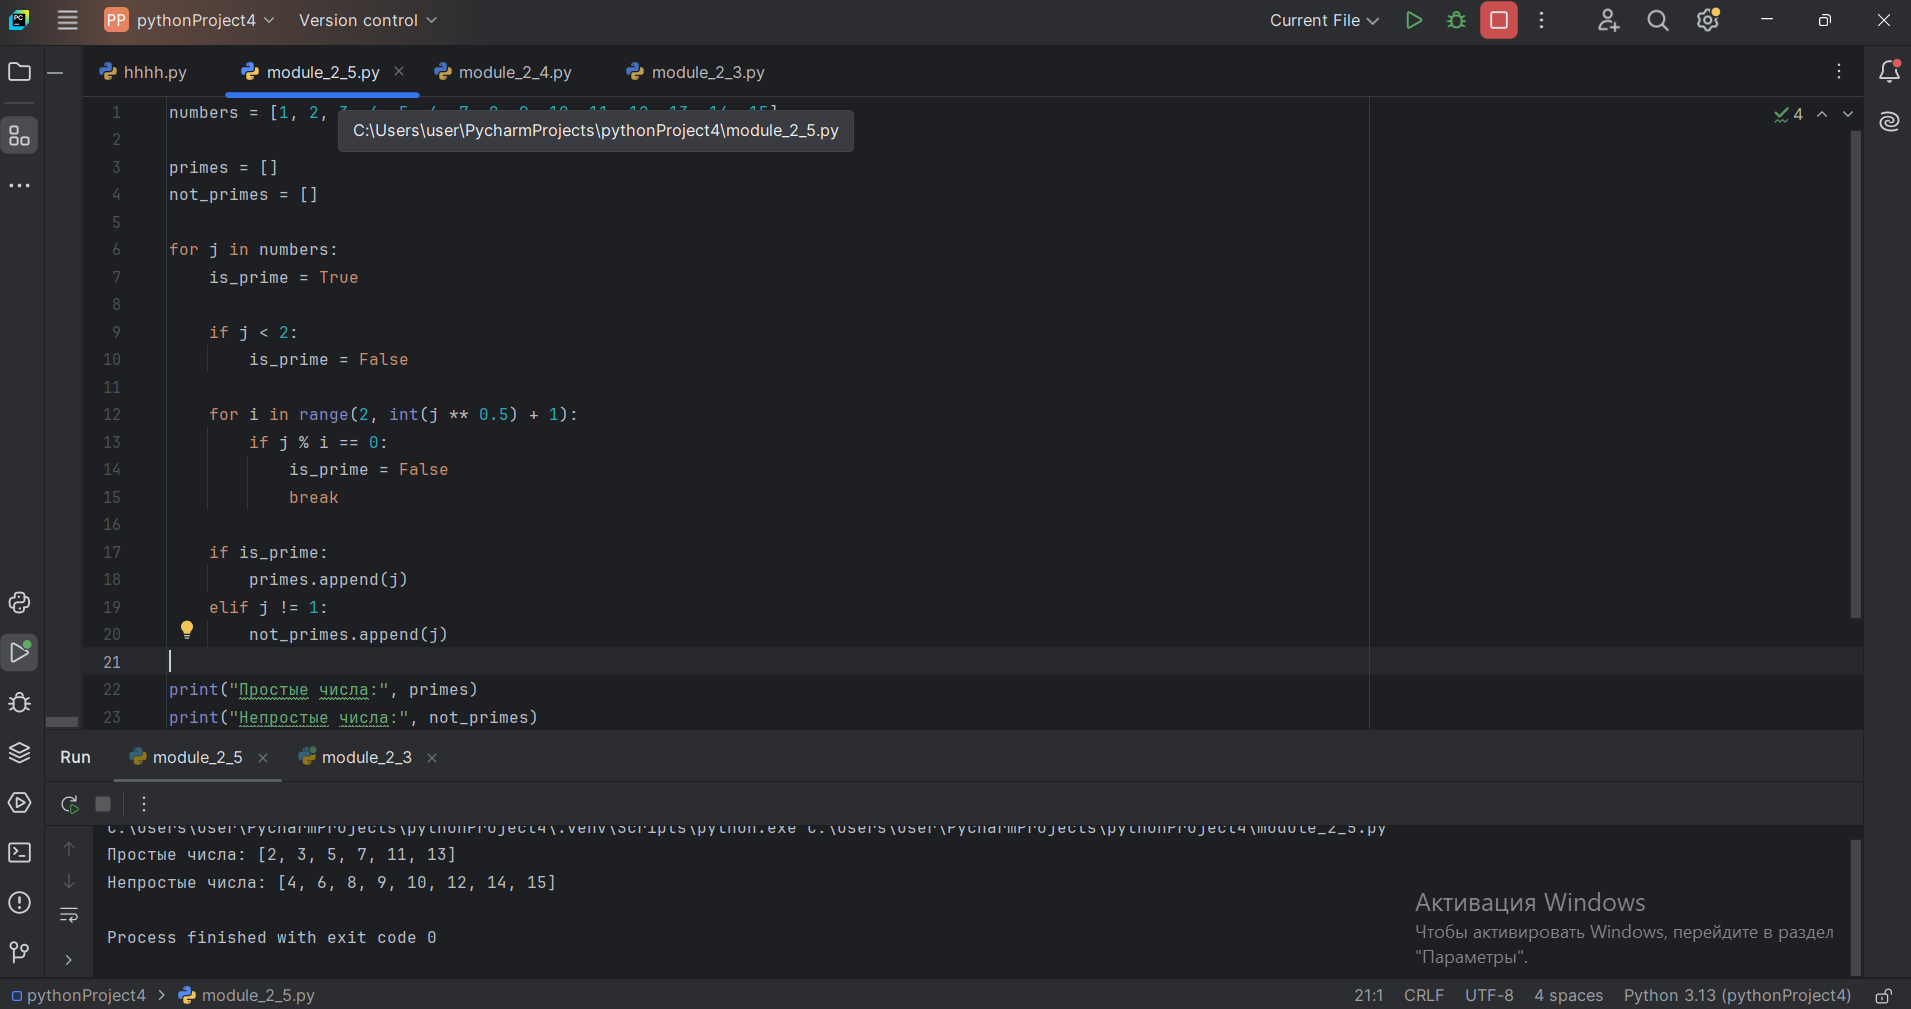 PC
PP pythonProject4 Version control Current File
hhhh.py module_2_5.py module_2_4.py module_2_3.py
1 numbers = [1, 2,
C:\Users\user\PycharmProjects\pythonProject4\module_2_5.py
4
2
3 primes = []
4 not_primes = []
5
6 for j in numbers:
7 is_prime = True
8
9 if j < 2:
10 is_prime = False
11
12 for i in range(2, int(j ** 0.5) + 1):
13 if j % i == 0:
14 is_prime = False
15 break
16
17 if is_prime:
18 primes.append(j)
19 elif j != 1:
20 not_primes.append(j)
21
22 print("Простые числа:", primes)
23 print("Непростые числа:", not_primes)
Run module_2_5 module_2_3
C:\Users\user\PycharmProjects\pythonProject4\.venv\Scripts\python.exe C:\Users\user\PycharmProjects\pythonProject4\module_2_5.py
Простые числа: [2, 3, 5, 7, 11, 13]
Непростые числа: [4, 6, 8, 9, 10, 12, 14, 15]
Process finished with exit code 0
Активация Windows
Чтобы активировать Windows, перейдите в раздел
"Параметры".
pythonProject4 > module_2_5.py 21:1 CRLF UTF-8 4 spaces Python 3.13 (pythonProject4)